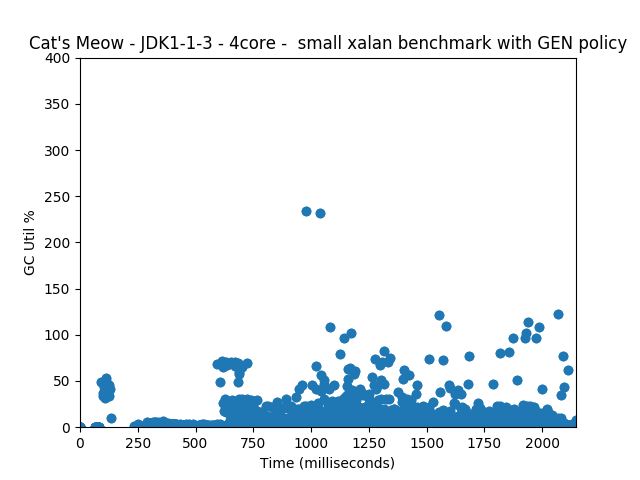 Cat's Meow - JDK1-1-3 - 4core -  small xalan benchmark with GEN policy
400
350
300
250
200
150
100
50
0
GC Util %
0 250 500 750 1000 1250 1500 1750 2000
Time (milliseconds)